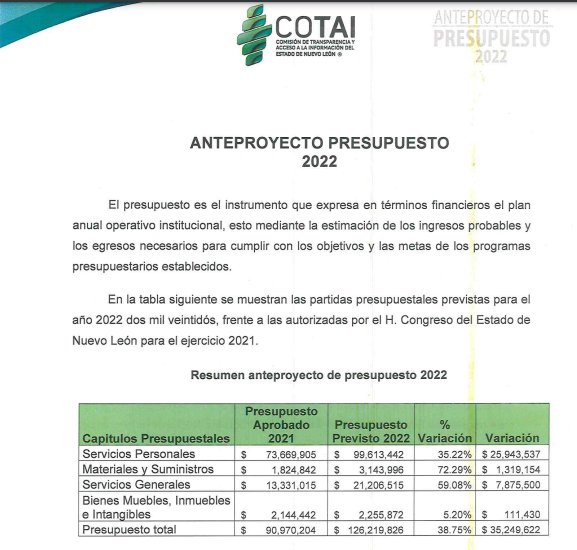 COTAI
COMISIÓN DE TRANSPARENCIA Y
ACCESO A LA INFORMACIÓN DEL
ESTADO DE NUEVO LEÓN ®
ANTEPROYECTO DE
PRESUPUESTO
2022
ANTEPROYECTO PRESUPUESTO
2022
El presupuesto es el instrumento que expresa en términos financieros el plan
anual operativo institucional, esto mediante la estimación de los ingresos probables y
los egresos necesarios para cumplir con los objetivos y las metas de los programas
presupuestarios establecidos.
En la tabla siguiente se muestran las partidas presupuestales previstas para el
año 2022 dos mil veintidós, frente a las autorizadas por el H. Congreso del Estado de
Nuevo León para el ejercicio 2021.
Resumen anteproyecto de presupuesto 2022
Capitulos Presupuestales Presupuesto Aprobado 2021 Presupuesto Previsto 2022 % Variación Variación
Servicios Personales $ 73,669,905 $ 99,613,442 35.22% $ 25,943,537
Materiales y Suministros $ 1,824,842 $ 3,143,996 72.29% $ 1,319,154
Servicios Generales $ 13,331,015 $ 21,206,515 59.08% $ 7,875,500
Bienes Muebles, Inmuebles
e Intangibles $ 2,144,442 $ 2,255,872 5.20% $ 111,430
Presupuesto total $ 90,970,204 $ 126,219,826 38.75% $ 35,249,622